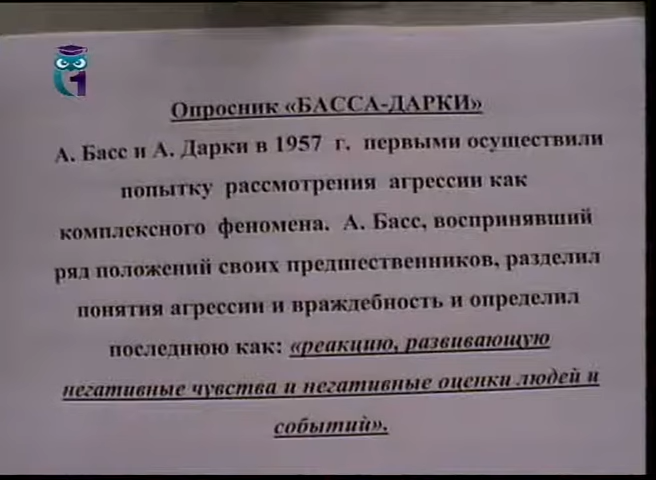 1
Опросник «БАССА-ДАРКИ»
А. Басс и А. Дарки в 1957 г. первыми осуществили
попытку рассмотрения агрессии как
комплексного феномена. А. Басс, воспринявший
ряд положений своих предшественников, разделил
понятия агрессии и враждебность и определил
последнюю как: «реакцию, развивающую
негативные чувства и негативные оценки людей и
событий».